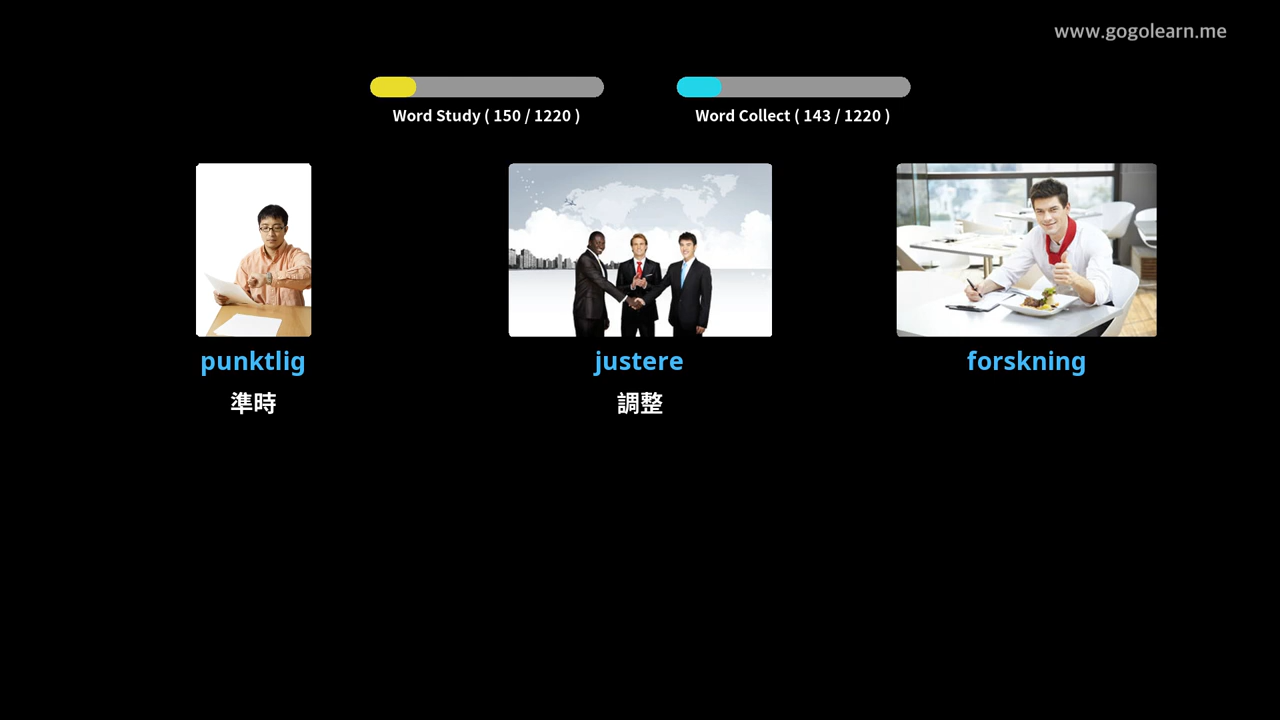 www.gogolearn.me
Word Study ( 150 / 1220 )
Word Collect ( 143 / 1220 )
punktlig
justere
forskning
準時
調整